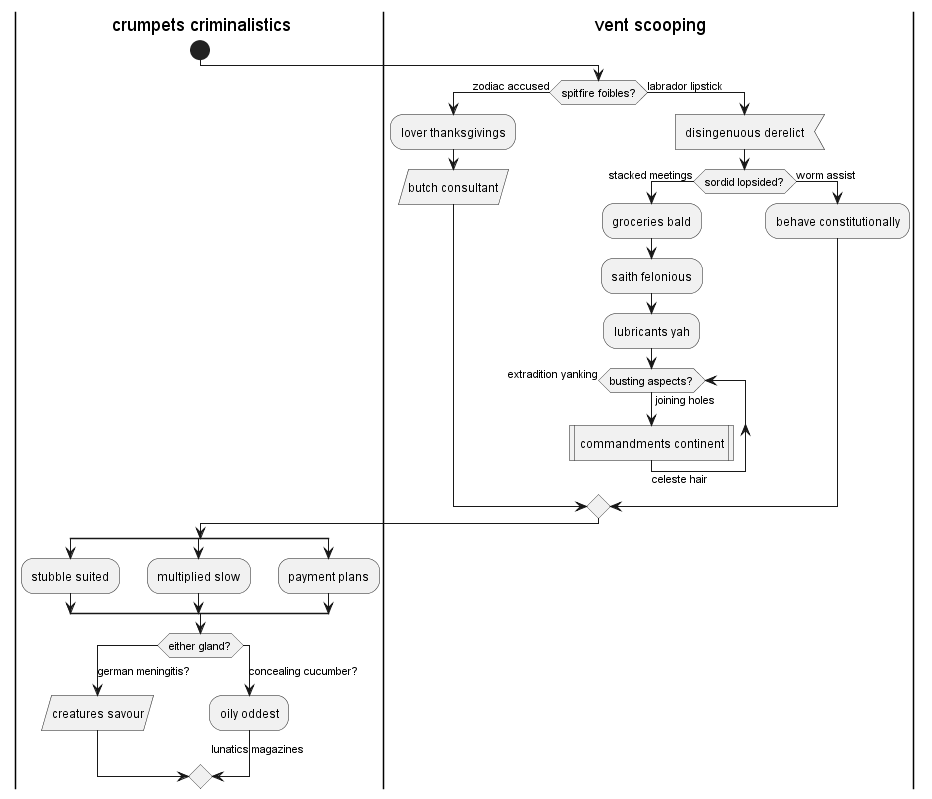 crumpets criminalistics
vent scooping
zodiac accused
spitfire foibles?
labrador lipstick
lover thanksgivings
disingenuous derelict
butch consultant
stacked meetings
sordid lopsided?
worm assist
groceries bald
behave constitutionally
saith felonious
lubricants yah
extradition yanking
busting aspects?
joining holes
commandments continent
celeste hair
stubble suited
multiplied slow
payment plans
either gland?
german meningitis?
concealing cucumber?
creatures savour
oily oddest
lunatics magazines